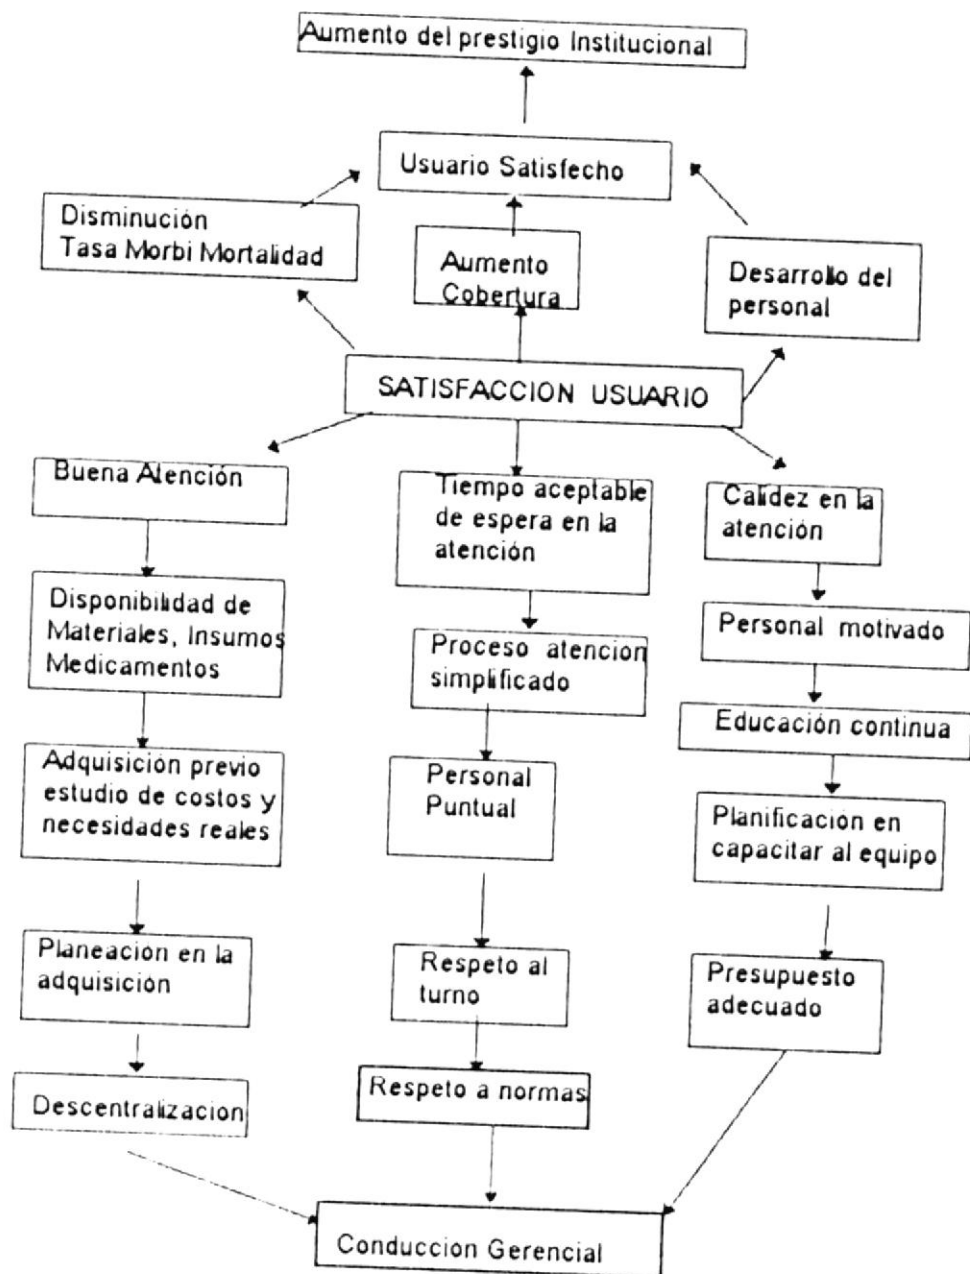 Aumento del prestigio Institucional
Usuario Satisfecho
Disminución
Tasa Morbi Mortalidad
Aumento
Cobertura
Desarrollo del
personal
SATISFACCION USUARIO
Buena Atención
Tiempo aceptable
de espera en la
atención
Calidez en la
atención
Disponibilidad de
Materiales, Insumos
Medicamentos
Proceso atención
simplificado
Personal motivado
Educación continua
Adquisición previo
estudio de costos y
necesidades reales
Personal
Puntual
Planificación en
capacitar al equipo
Planeación en la
adquisición
Respeto al
turno
Presupuesto
adecuado
Descentralización
Respeto a normas
Conduccion Gerencial